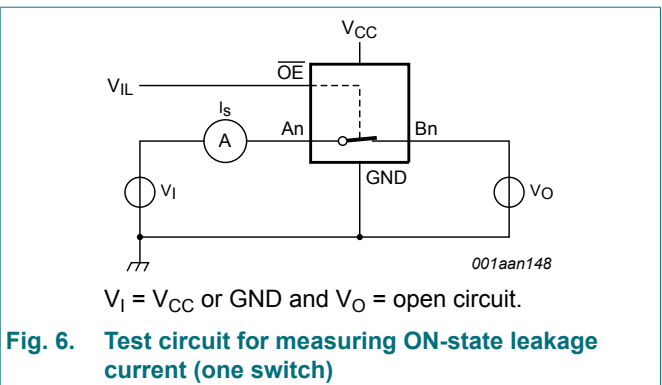 VCC
OE
VIL
IS
A
An
Bn
GND
VI
VO
001aan148
VI = VCC or GND and VO = open circuit.
Fig. 6. Test circuit for measuring ON-state leakage
current (one switch)